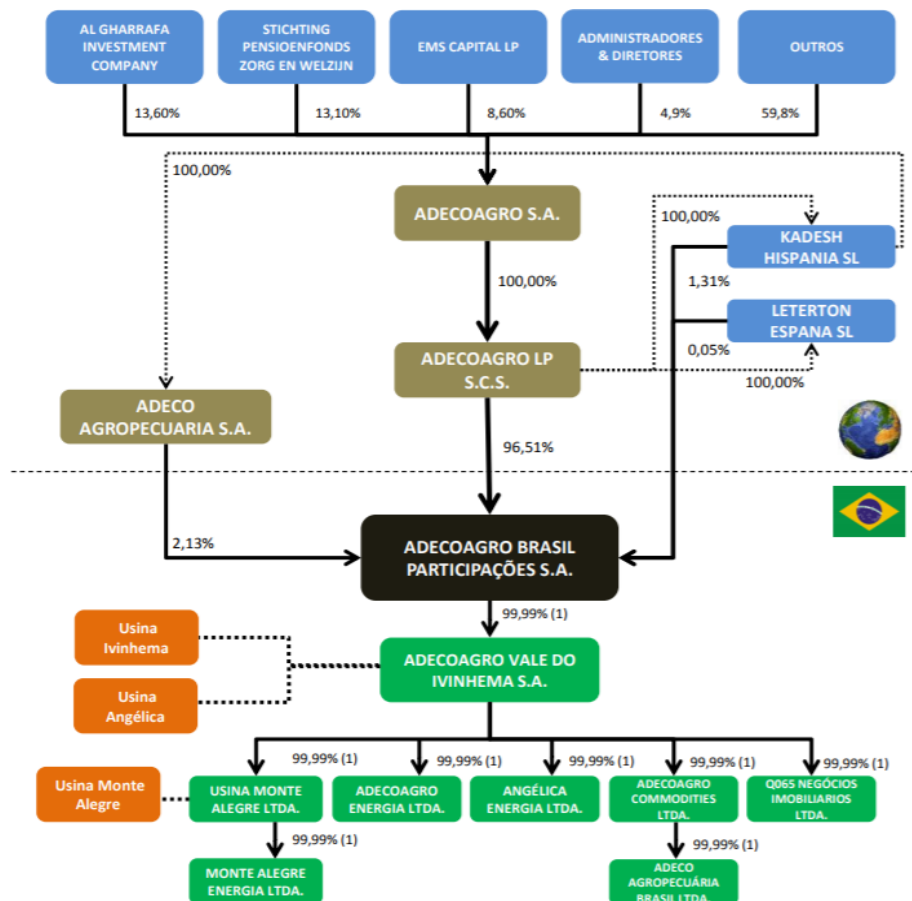 AL GHARRAFA
INVESTMENT
COMPANY
STICHTING
PENSIOENFONDS
ZORG EN WELZIJN
EMS CAPITAL LP
ADMINISTRADORES
& DIRETORES
OUTROS
13,60%
13,10%
8,60%
4,9%
59,8%
100,00%
ADECOAGRO S.A.
100,00%
KADESH
HISPANIA SL
100,00%
1,31%
LETERTON
ESPANA SL
ADECOAGRO LP
S.C.S.
0,05%
100,00%
ADECO
AGROPECUARIA S.A.
96,51%
2,13%
ADECOAGRO BRASIL
PARTICIPAÇÕES S.A.
99,99% (1)
Usina
Ivinhema
ADECOAGRO VALE DO
IVINHEMA S.A.
Usina
Angélica
99,99% (1)
99,99% (1)
99,99% (1)
99,99% (1)
99,99% (1)
Usina Monte
Alegre
USINA MONTE
ALEGRE LTDA.
ADECOAGRO
ENERGIA LTDA.
ANGÉLICA
ENERGIA LTDA.
ADECOAGRO
COMMODITIES
LTDA.
Q065 NEGÓCIOS
IMOBILIARIOS
LTDA.
99,99% (1)
99,99% (1)
MONTE ALEGRE
ENERGIA LTDA.
ADECO
AGROPECUÁRIA
BRASIL LTDA.